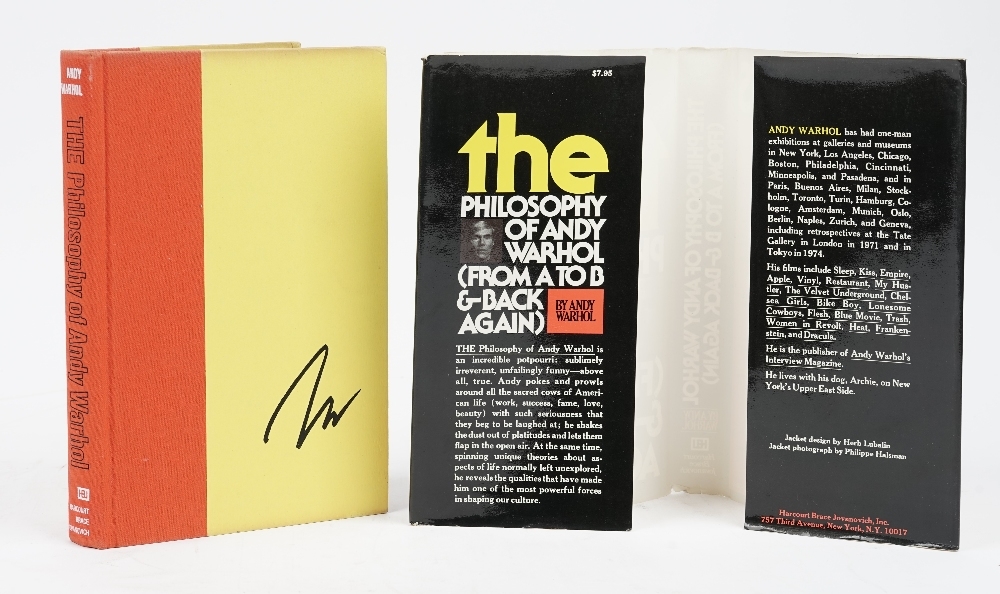 ANDY
WARHOL
THE Philosophy of Andy Warhol
HBJ
HARCOURT
BRACE
JOVANOVICH
$7.95
the
PHILOSOPHY
OF ANDY
WARHOL
(FROM A TO B
&-BACK
AGAIN)
BY ANDY
WARHOL
THE Philosophy of Andy Warhol is
an incredible potpourri: sublimely
irreverent, unfailingly funny—above
all, true. Andy pokes and prowls
around all the sacred cows of Ameri-
can life (work, success, fame, love,
beauty) with such seriousness that
they beg to be laughed at; he shakes
the dust out of platitudes and lets them
flap in the open air. At the same time,
spinning unique theories about as-
pects of life normally left unexplored,
he reveals the qualities that have made
him one of the most powerful forces
in shaping our culture.
ANDY WARHOL has had one-man
exhibitions at galleries and museums
in New York, Los Angeles, Chicago,
Boston, Philadelphia, Cincinnati,
Minneapolis, and Pasadena, and in
Paris, Buenos Aires, Milan, Stock-
holm, Toronto, Turin, Hamburg, Co-
logne, Amsterdam, Munich, Oslo,
Berlin, Naples, Zurich, and Geneva,
including retrospectives at the Tate
Gallery in London in 1971 and in
Tokyo in 1974.
His films include Sleep, Kiss, Empire,
Apple, Vinyl, Restaurant, My Hus-
tler, The Velvet Underground, Chel-
sea Girls, Bike Boy, Lonesome
Cowboys, Flesh, Blue Movie, Trash,
Women in Revolt, Heat, Franken-
stein, and Dracula.
He is the publisher of Andy Warhol's
Interview Magazine.
He lives with his dog, Archie, on New
York's Upper East Side.
Jacket design by Herb Lubalin
Jacket photograph by Philippe Halsman
Harcourt Brace Jovanovich, Inc.
757 Third Avenue, New York, N.Y. 10017